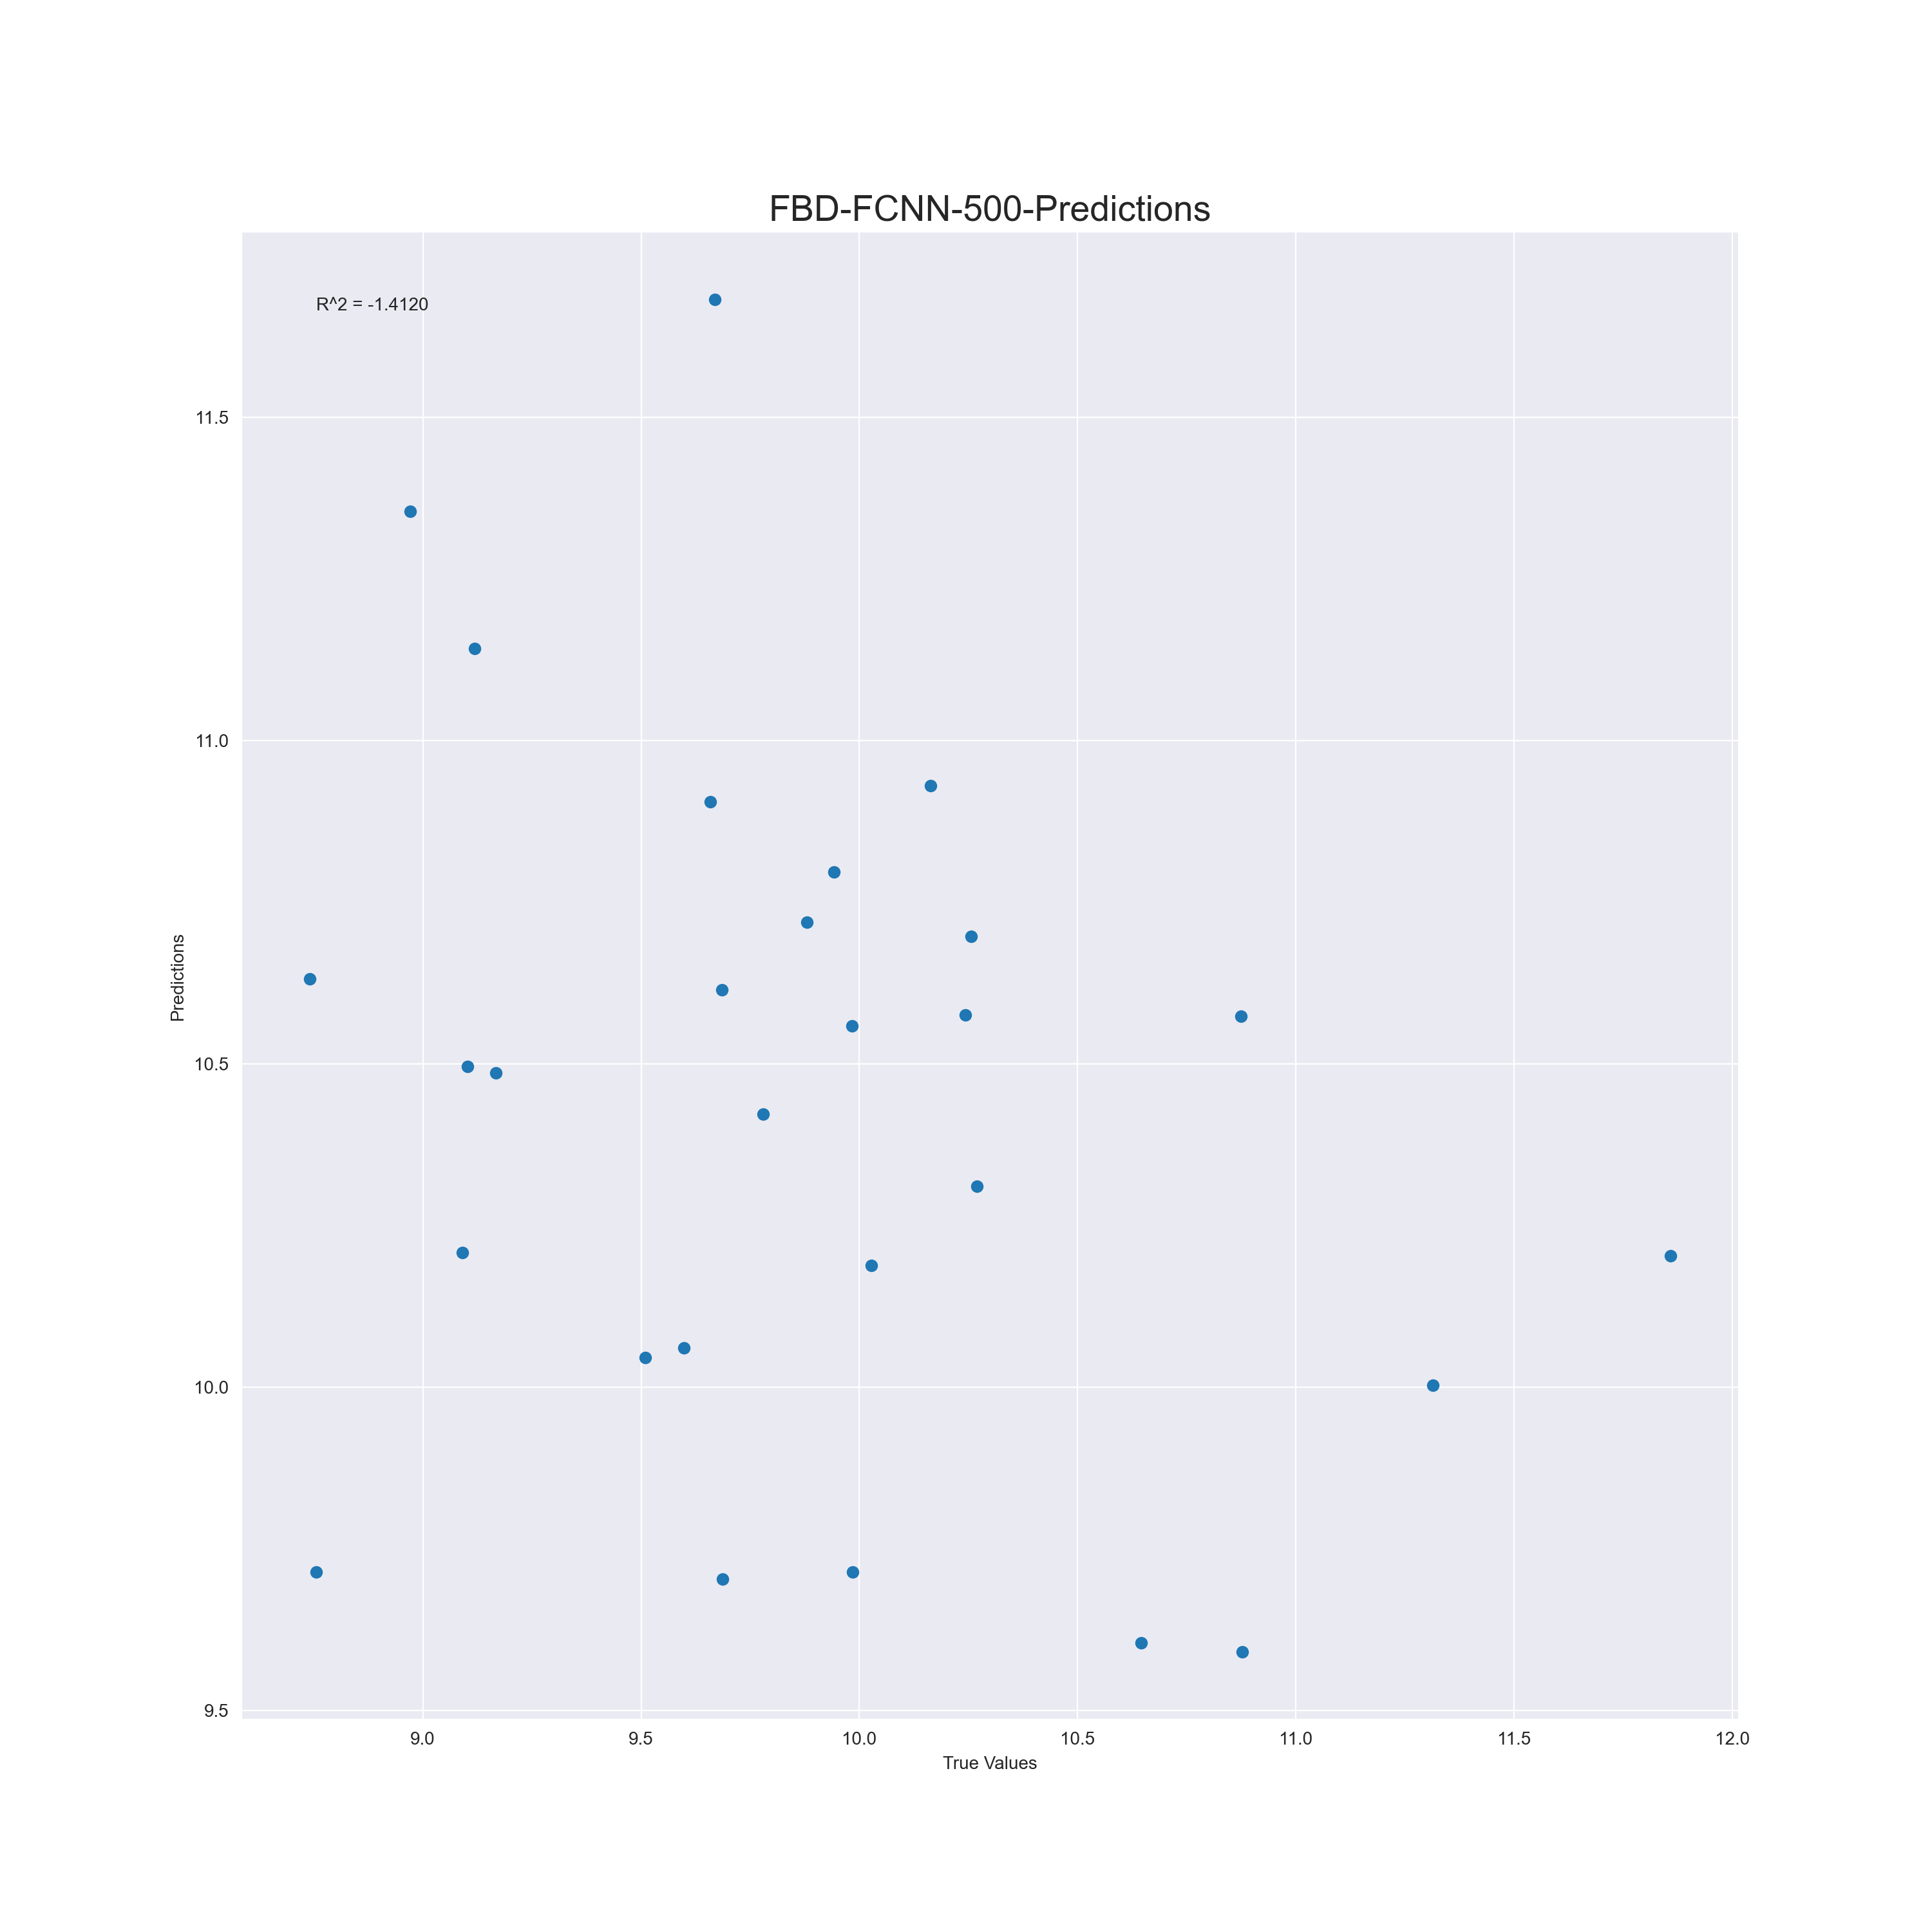 FBD-FCNN-500-Predictions
R^2 = -1.4120
11.5
11.0
10.5
10.0
9.5
Predictions
9.0 9.5 10.0 10.5 11.0 11.5 12.0
True Values